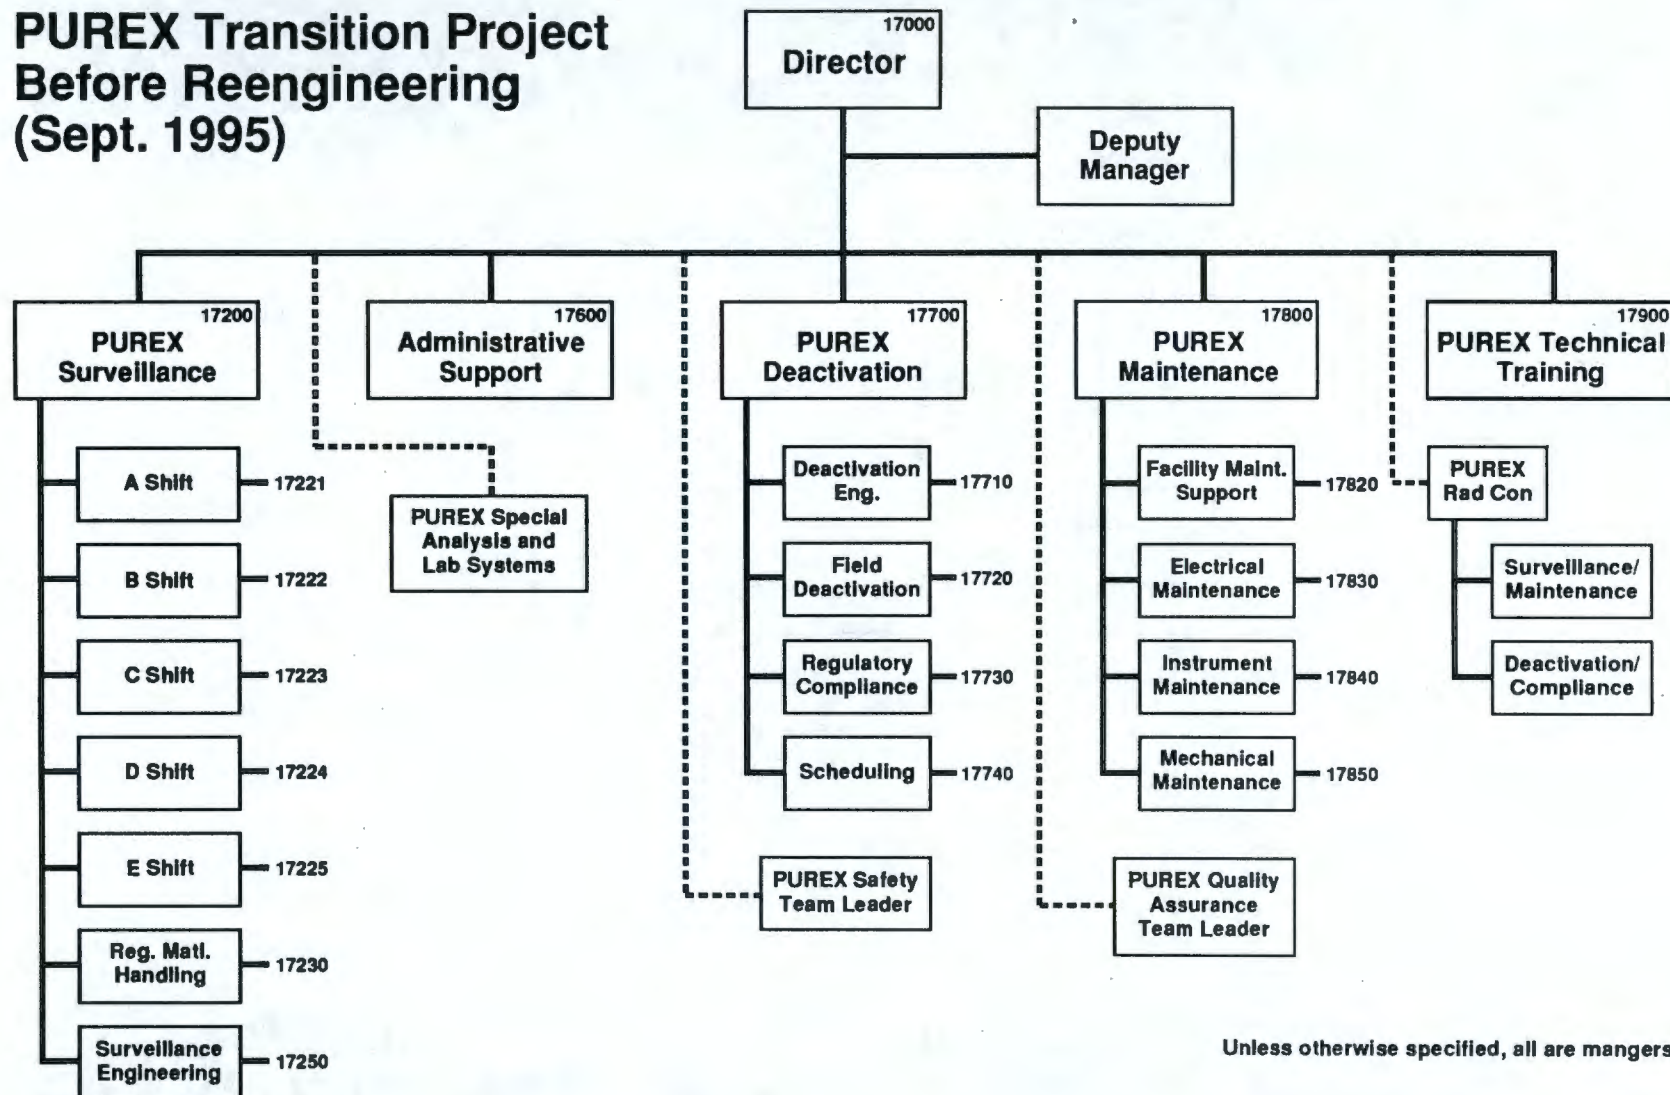 PUREX Transition Project
Before Reengineering
(Sept. 1995)
17000
Director
Deputy
Manager
17200
PUREX
Surveillance
17600
Administrative
Support
17700
PUREX
Deactivation
17800
PUREX
Maintenance
17900
PUREX Technical
Training
A Shift
17221
B Shift
17222
C Shift
17223
D Shift
17224
E Shift
17225
Reg. Matl.
Handling
17230
Surveillance
Engineering
17250
PUREX Special
Analysis and
Lab Systems
Deactivation
Eng.
17710
Field
Deactivation
17720
Regulatory
Compliance
17730
Scheduling
17740
PUREX Safety
Team Leader
Facility Maint.
Support
17820
Electrical
Maintenance
17830
Instrument
Maintenance
17840
Mechanical
Maintenance
17850
PUREX Quality
Assurance
Team Leader
PUREX
Rad Con
Surveillance/
Maintenance
Deactivation/
Compliance
Unless otherwise specified, all are mangers